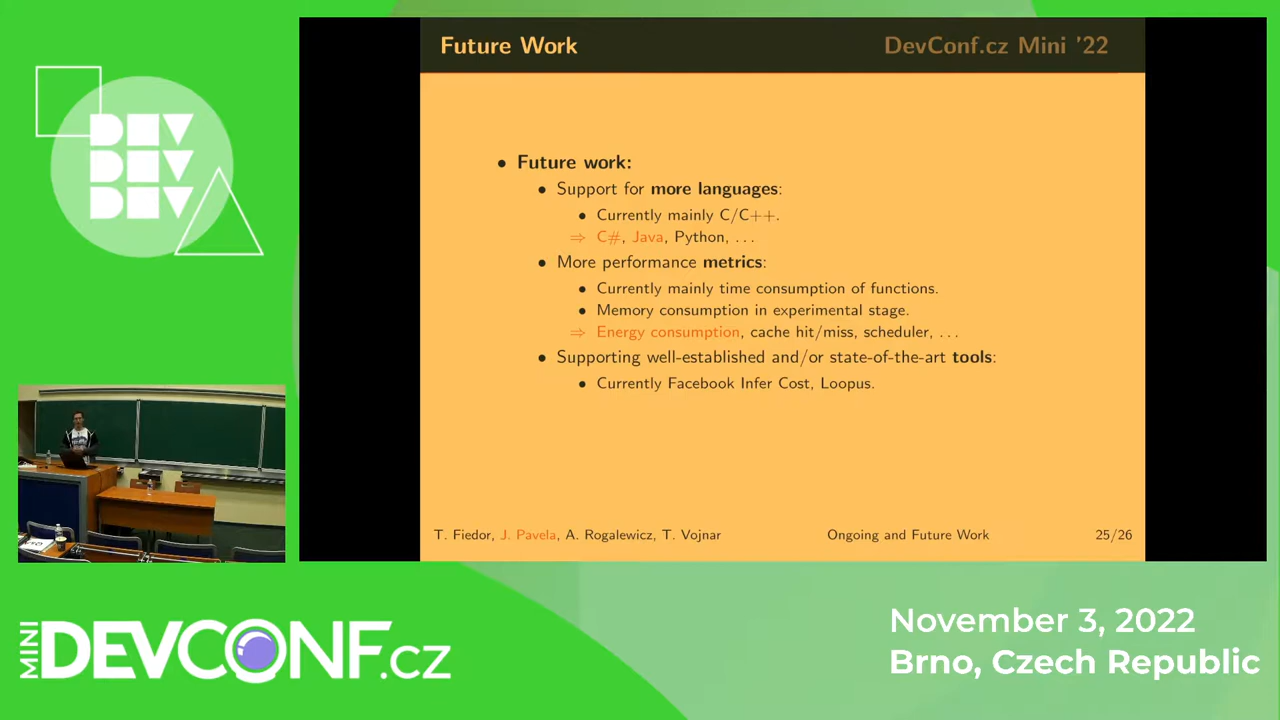 DEV
DEV
DEV
Future Work
DevConf.cz Mini '22
• Future work:
• Support for more languages:
• Currently mainly C/C++.
⇒ C#, Java, Python, ...
• More performance metrics:
• Currently mainly time consumption of functions.
• Memory consumption in experimental stage.
⇒ Energy consumption, cache hit/miss, scheduler, ...
• Supporting well-established and/or state-of-the-art tools:
• Currently Facebook Infer Cost, Loopus.
T. Fiedor, J. Pavela, A. Rogalewicz, T. Vojnar
Ongoing and Future Work
25/26
MINI
DEVCONF.cz
November 3, 2022
Brno, Czech Republic